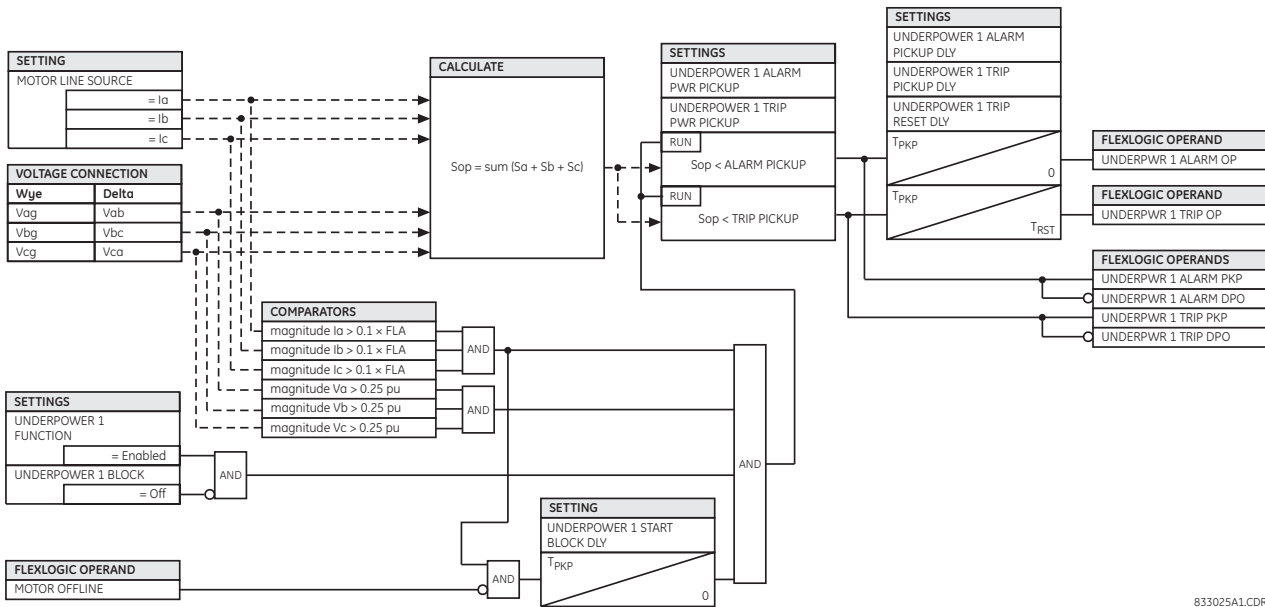 SETTING
MOTOR LINE SOURCE
= Ia
= Ib
= Ic
VOLTAGE CONNECTION
Wye Delta
Vag Vab
Vbg Vbc
Vcg Vca
CALCULATE
Sop = sum (Sa + Sb + Sc)
SETTINGS
UNDERPOWER 1 ALARM
PWR PICKUP
UNDERPOWER 1 TRIP
PWR PICKUP
RUN
Sop < ALARM PICKUP
RUN
Sop < TRIP PICKUP
SETTINGS
UNDERPOWER 1 ALARM
PICKUP DLY
UNDERPOWER 1 TRIP
PICKUP DLY
UNDERPOWER 1 TRIP
RESET DLY
TPKP
0
TPKP
TRST
FLEXLOGIC OPERAND
UNDERPWR 1 ALARM OP
FLEXLOGIC OPERAND
UNDERPWR 1 TRIP OP
FLEXLOGIC OPERANDS
UNDERPWR 1 ALARM PKP
UNDERPWR 1 ALARM DPO
UNDERPWR 1 TRIP PKP
UNDERPWR 1 TRIP DPO
COMPARATORS
magnitude Ia > 0.1 × FLA
magnitude Ib > 0.1 × FLA
magnitude Ic > 0.1 × FLA
magnitude Va > 0.25 pu
magnitude Vb > 0.25 pu
magnitude Vc > 0.25 pu
AND
AND
SETTINGS
UNDERPOWER 1
FUNCTION
= Enabled
UNDERPOWER 1 BLOCK
= Off
AND
AND
SETTING
UNDERPOWER 1 START
BLOCK DLY
TPKP
0
FLEXLOGIC OPERAND
MOTOR OFFLINE
AND
833025A1.CDR